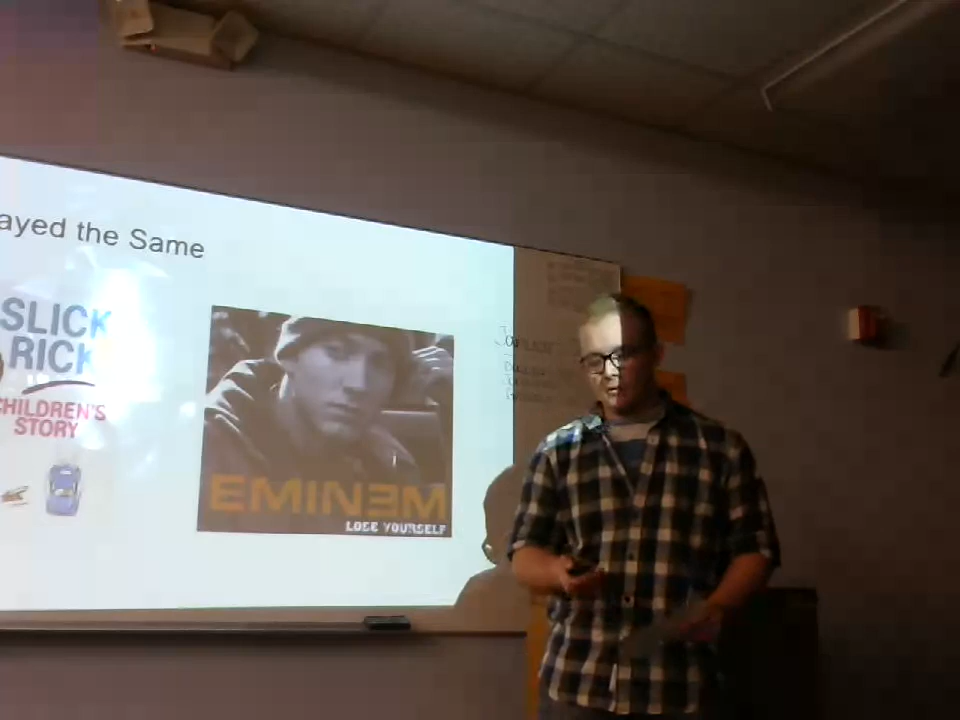 ayed the Same
SLICK
RICK
CHILDREN'S
STORY
EMINEM
LOSE YOURSELF